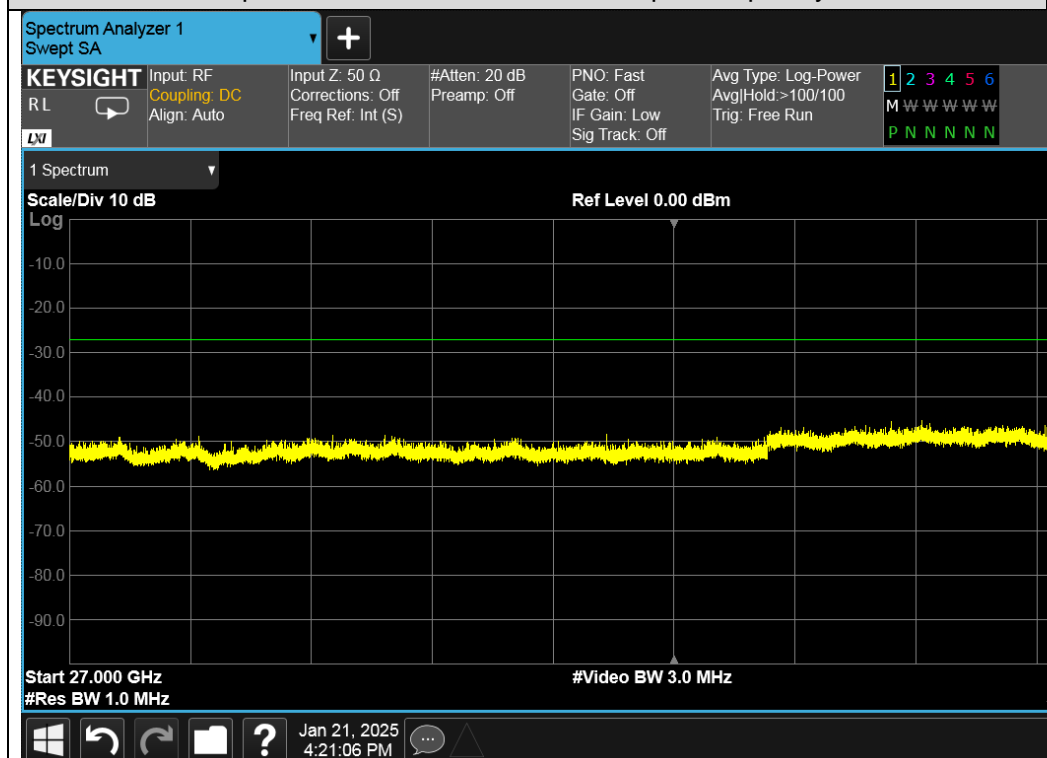 Spectrum Analyzer 1
Swept SA
+
KEYSIGHT
R L
LXI
Input: RF
Coupling: DC
Align: Auto
Input Z: 50 Ω
Corrections: Off
Freq Ref: Int (S)
#Atten: 20 dB
Preamp: Off
PNO: Fast
Gate: Off
IF Gain: Low
Sig Track: Off
Avg Type: Log-Power
Avg|Hold:>100/100
Trig: Free Run
1 2 3 4 5 6
M W W W W W
P N N N N N
1 Spectrum
Scale/Div 10 dB
Ref Level 0.00 dBm
Log
-10.0
-20.0
-30.0
-40.0
-50.0
-60.0
-70.0
-80.0
-90.0
Start 27.000 GHz
#Video BW 3.0 MHz
#Res BW 1.0 MHz
?
Jan 21, 2025
4:21:06 PM